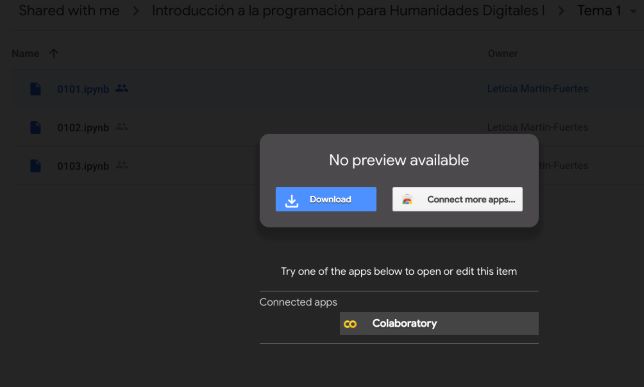 Shared with me > Introducción a la programación para Humanidades Digitales I > Tema 1
Name ↑ Owner
0101.ipynb Leticia Martín-Fuertes
0102.ipynb Leticia Martín-Fuertes
No preview available
0103.ipynb tín-Fuertes
Download Connect more apps...
Try one of the apps below to open or edit this item
Connected apps
Colaboratory